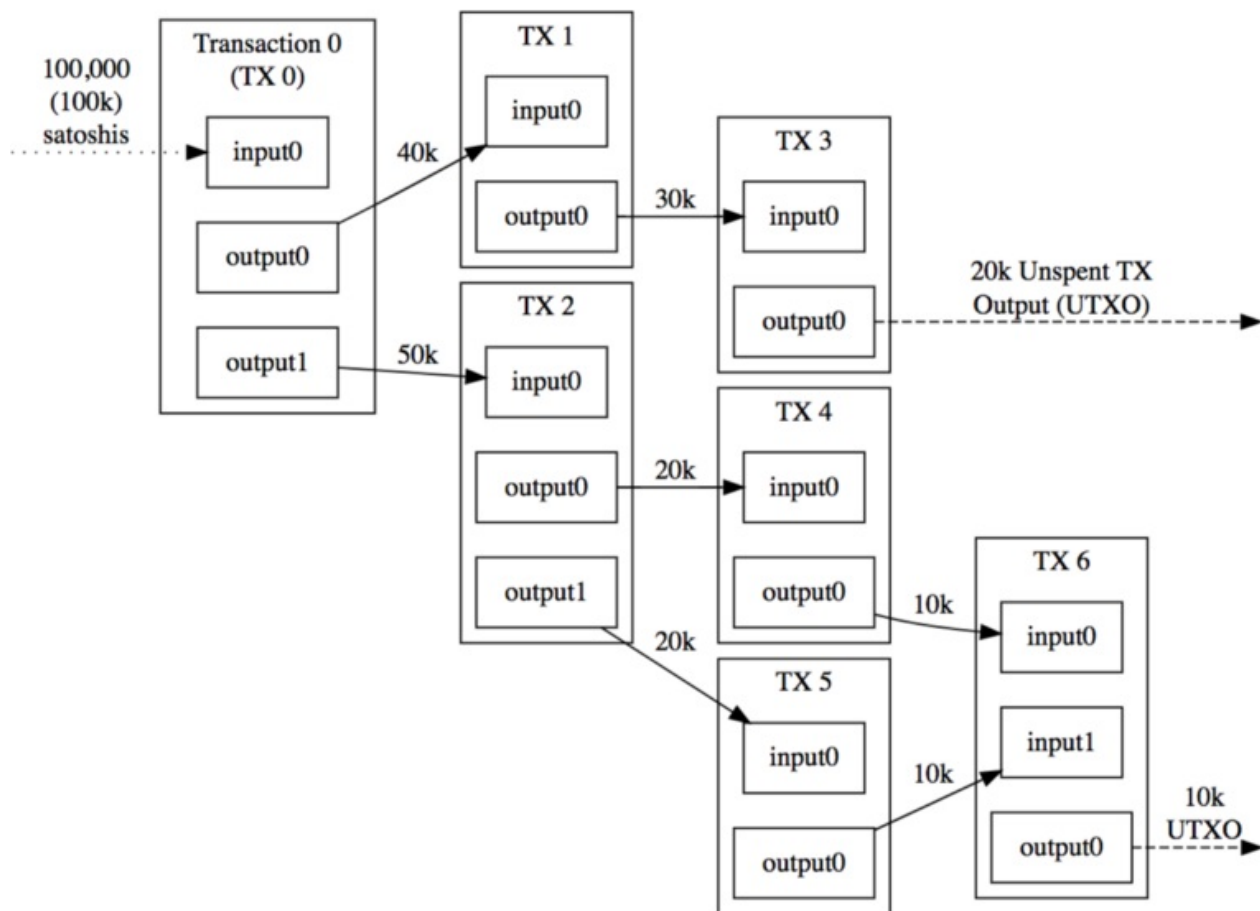 100,000
(100k)
satoshis
Transaction 0
(TX 0)
input0
output0
output1
40k
50k
TX 1
input0
output0
30k
TX 2
input0
output0
output1
20k
20k
TX 3
input0
output0
20k Unspent TX
Output (UTXO)
TX 4
input0
output0
10k
TX 5
input0
output0
10k
TX 6
input0
input1
output0
10k
UTXO